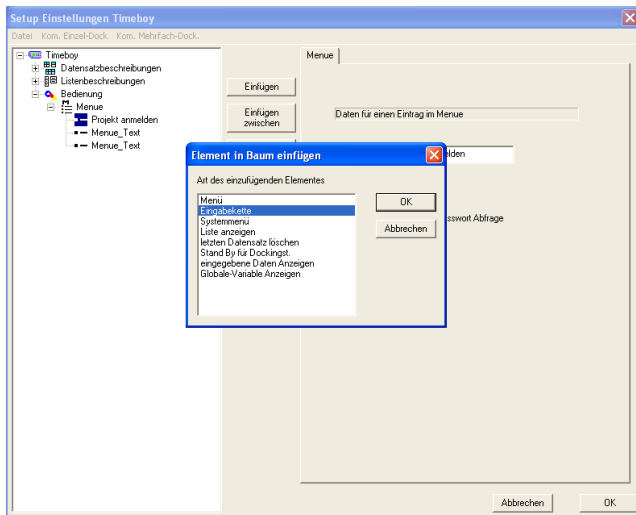 Setup Einstellungen Timeboy
Datei Kom. Einzel-Dock Kom. Mehrfach-Dock.
Timeboy
Datensatzbeschreibungen
Listenbeschreibungen
Bedienung
Menue
Projekt anmelden
Menue_Text
Menue_Text
Einfügen
Einfügen
zwischen
Menue
Daten für einen Eintrag im Menue
elden
sswort Abfrage
Element in Baum einfügen
Art des einzufügenden Elementes
Menü
Eingabekette
Systemmenü
Liste anzeigen
letzten Datensatz löschen
Stand By für Dockingst.
eingegebene Daten Anzeigen
Globale-Variable Anzeigen
OK
Abbrechen
Abbrechen
OK